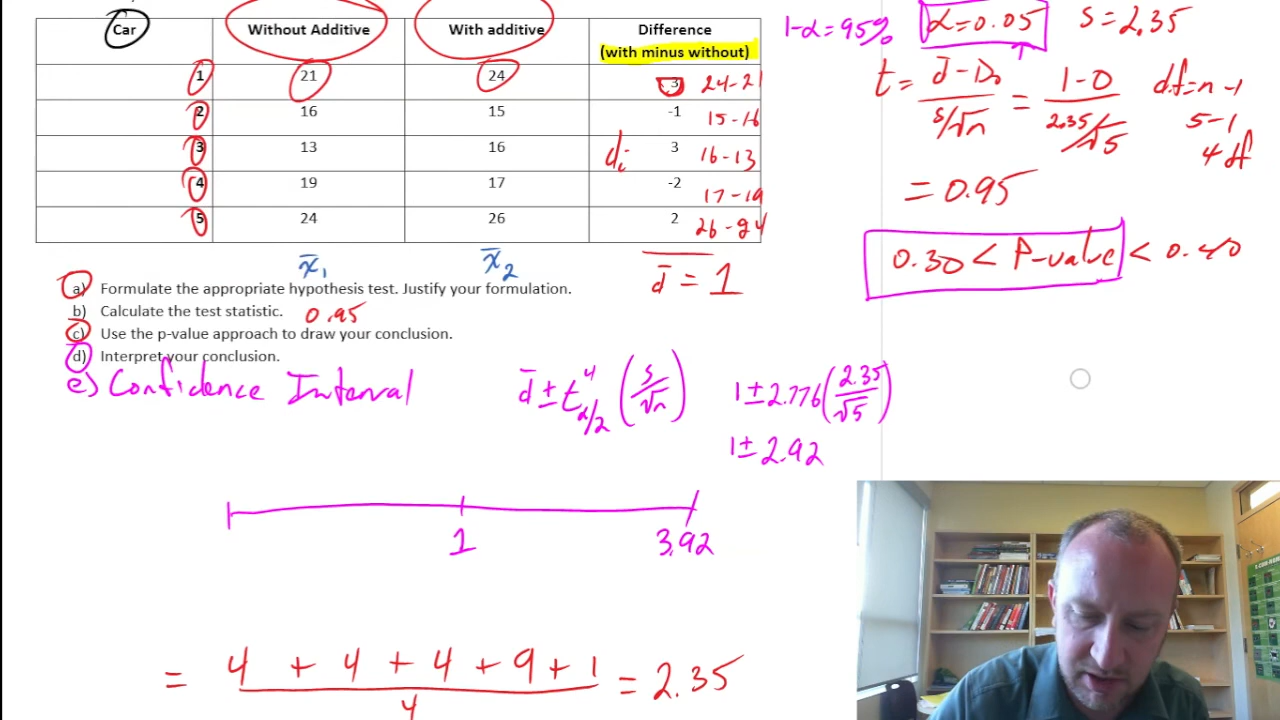 Car Without Additive With additive Difference (with minus without)
1 21 24 3 24-21
2 16 15 -1 15-16
3 13 16 3 16-13
4 19 17 -2 17-19
5 24 26 2 26-24
di
x̄1 x̄2 d̄ = 1
a) Formulate the appropriate hypothesis test. Justify your formulation.
b) Calculate the test statistic. 0.95
c) Use the p-value approach to draw your conclusion.
d) Interpret your conclusion.
e) Confidence Interval d̄ ± t⁴α/2 (s/√n) 1 ± 2.776 (2.35/√5)
1 ± 2.92
1 3.92
= 4 + 4 + 4 + 9 + 1 / 4 = 2.35
1-α = 95% α = 0.05 s = 2.35
t = d̄ - D₀ / s/√n = 1-0 / 2.35/√5 d.f = n-1
5-1
4 df
= 0.95
0.30 < P-value < 0.40